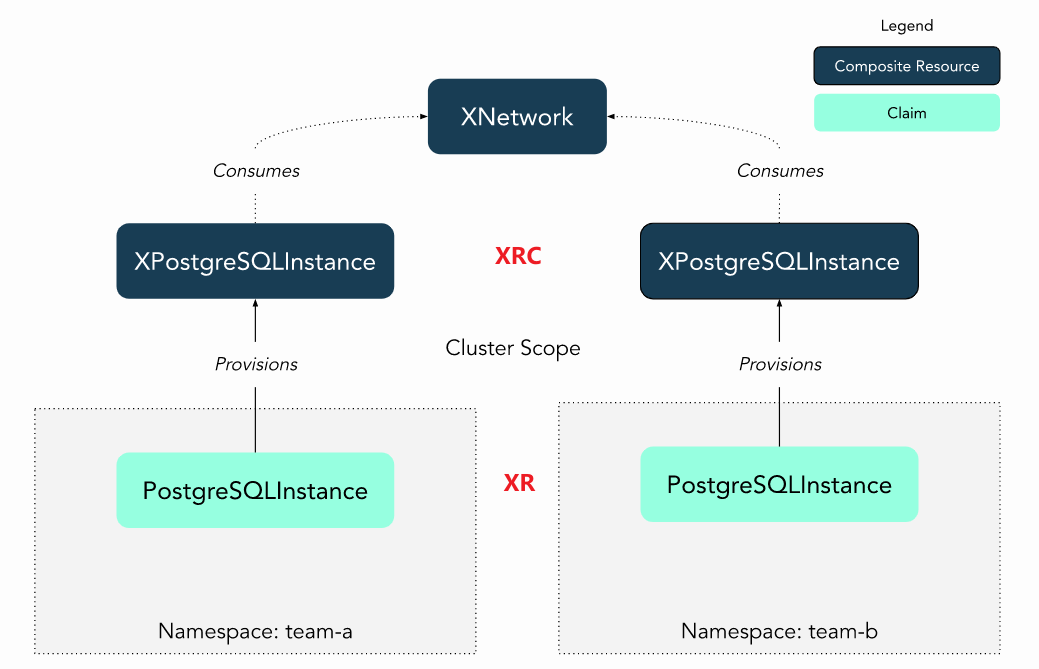 Legend
Composite Resource
Claim
XNetwork
Consumes
Consumes
XPostgreSQLInstance
XRC
XPostgreSQLInstance
Cluster Scope
Provisions
Provisions
PostgreSQLInstance
XR
PostgreSQLInstance
Namespace: team-a
Namespace: team-b